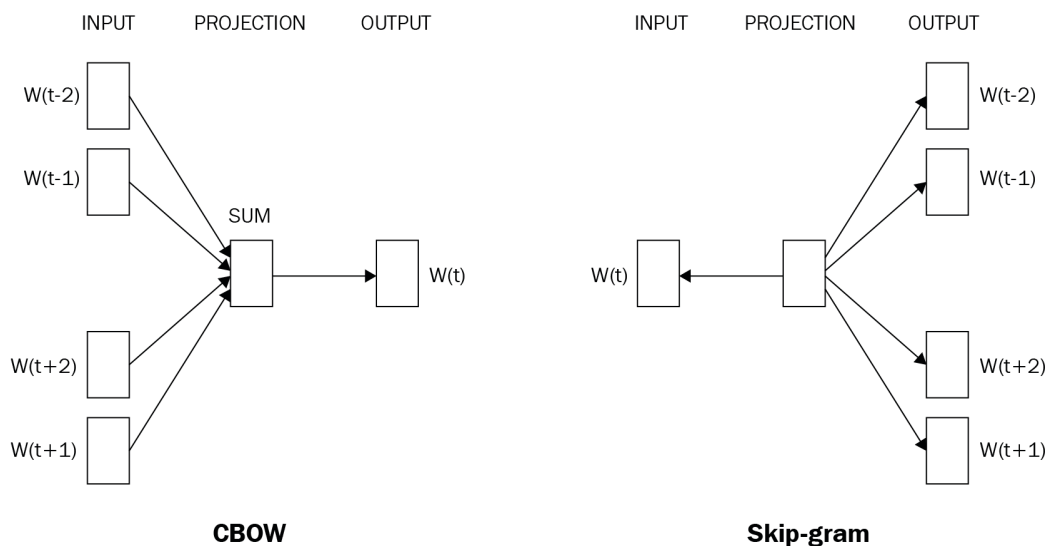 INPUT PROJECTION OUTPUT
W(t-2)
W(t-1)
SUM
W(t)
W(t+2)
W(t+1)
CBOW
INPUT PROJECTION OUTPUT
W(t-2)
W(t-1)
W(t)
W(t+2)
W(t+1)
Skip-gram